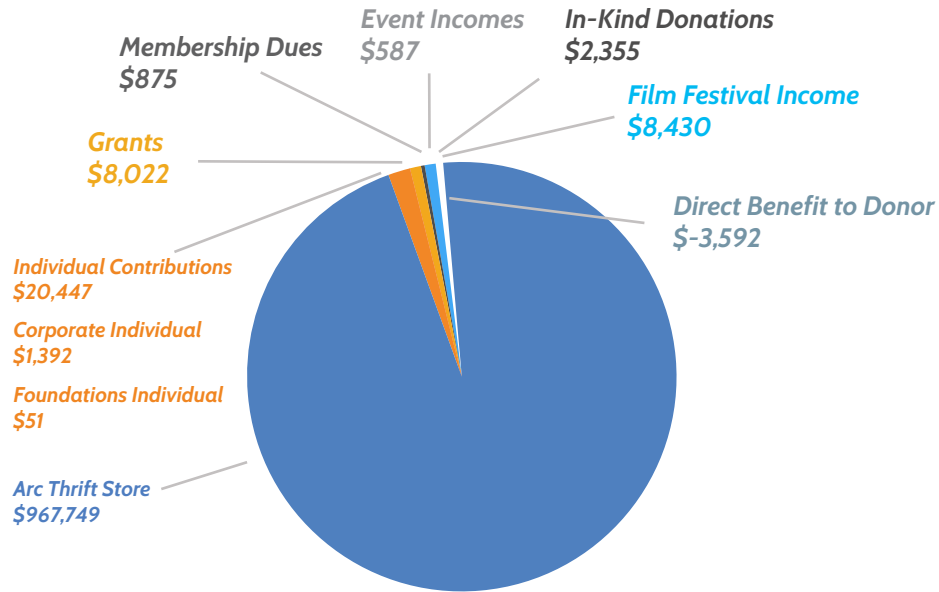 Event Incomes
$587
In-Kind Donations
$2,355
Membership Dues
$875
Film Festival Income
$8,430
Grants
$8,022
Direct Benefit to Donor
$-3,592
Individual Contributions
$20,447
Corporate Individual
$1,392
Foundations Individual
$51
Arc Thrift Store
$967,749